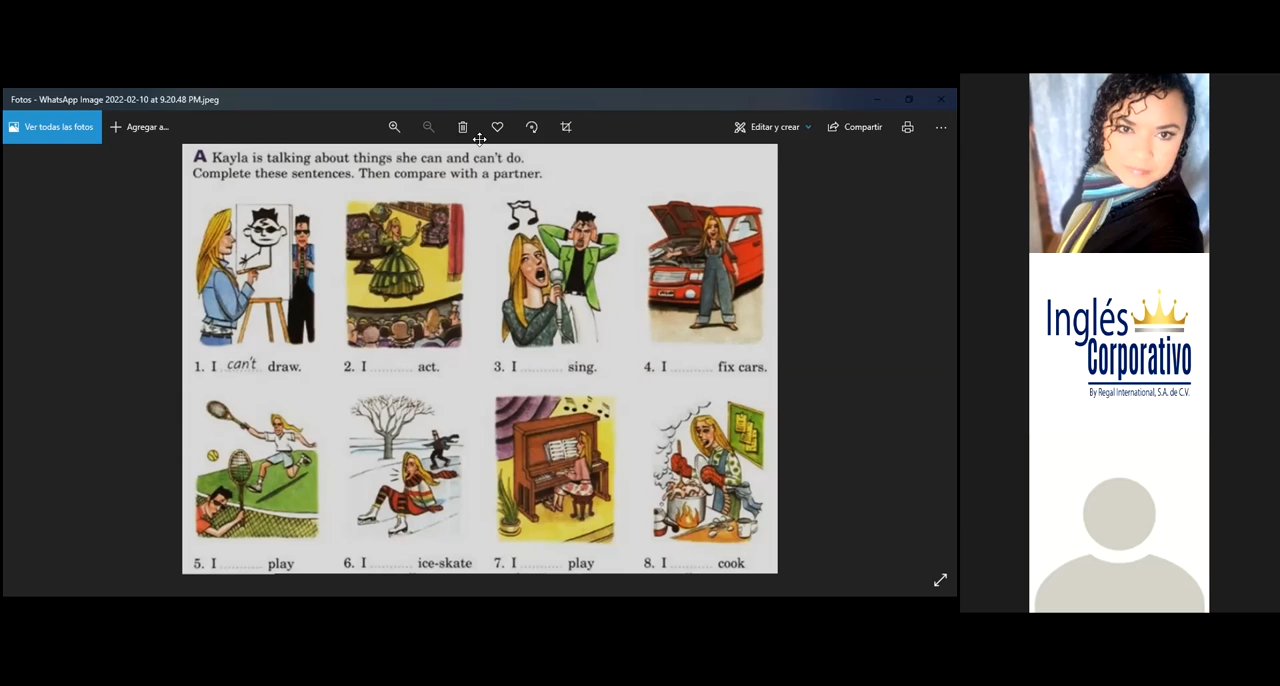 Fotos - WhatsApp Image 2022-02-10 at 9.20.48 PM.jpeg
Ver todas las fotos
Agregar a...
Editar y crear
Compartir
A Kayla is talking about things she can and can't do.
Complete these sentences. Then compare with a partner.
1. I can't draw.
2. I ........... act.
3. I ........... sing.
4. I ........... fix cars.
5. I ........... play
6. I ........... ice-skate
7. I ........... play
8. I ........... cook
Inglés
Corporativo
By Regal International, S.A. de C.V.